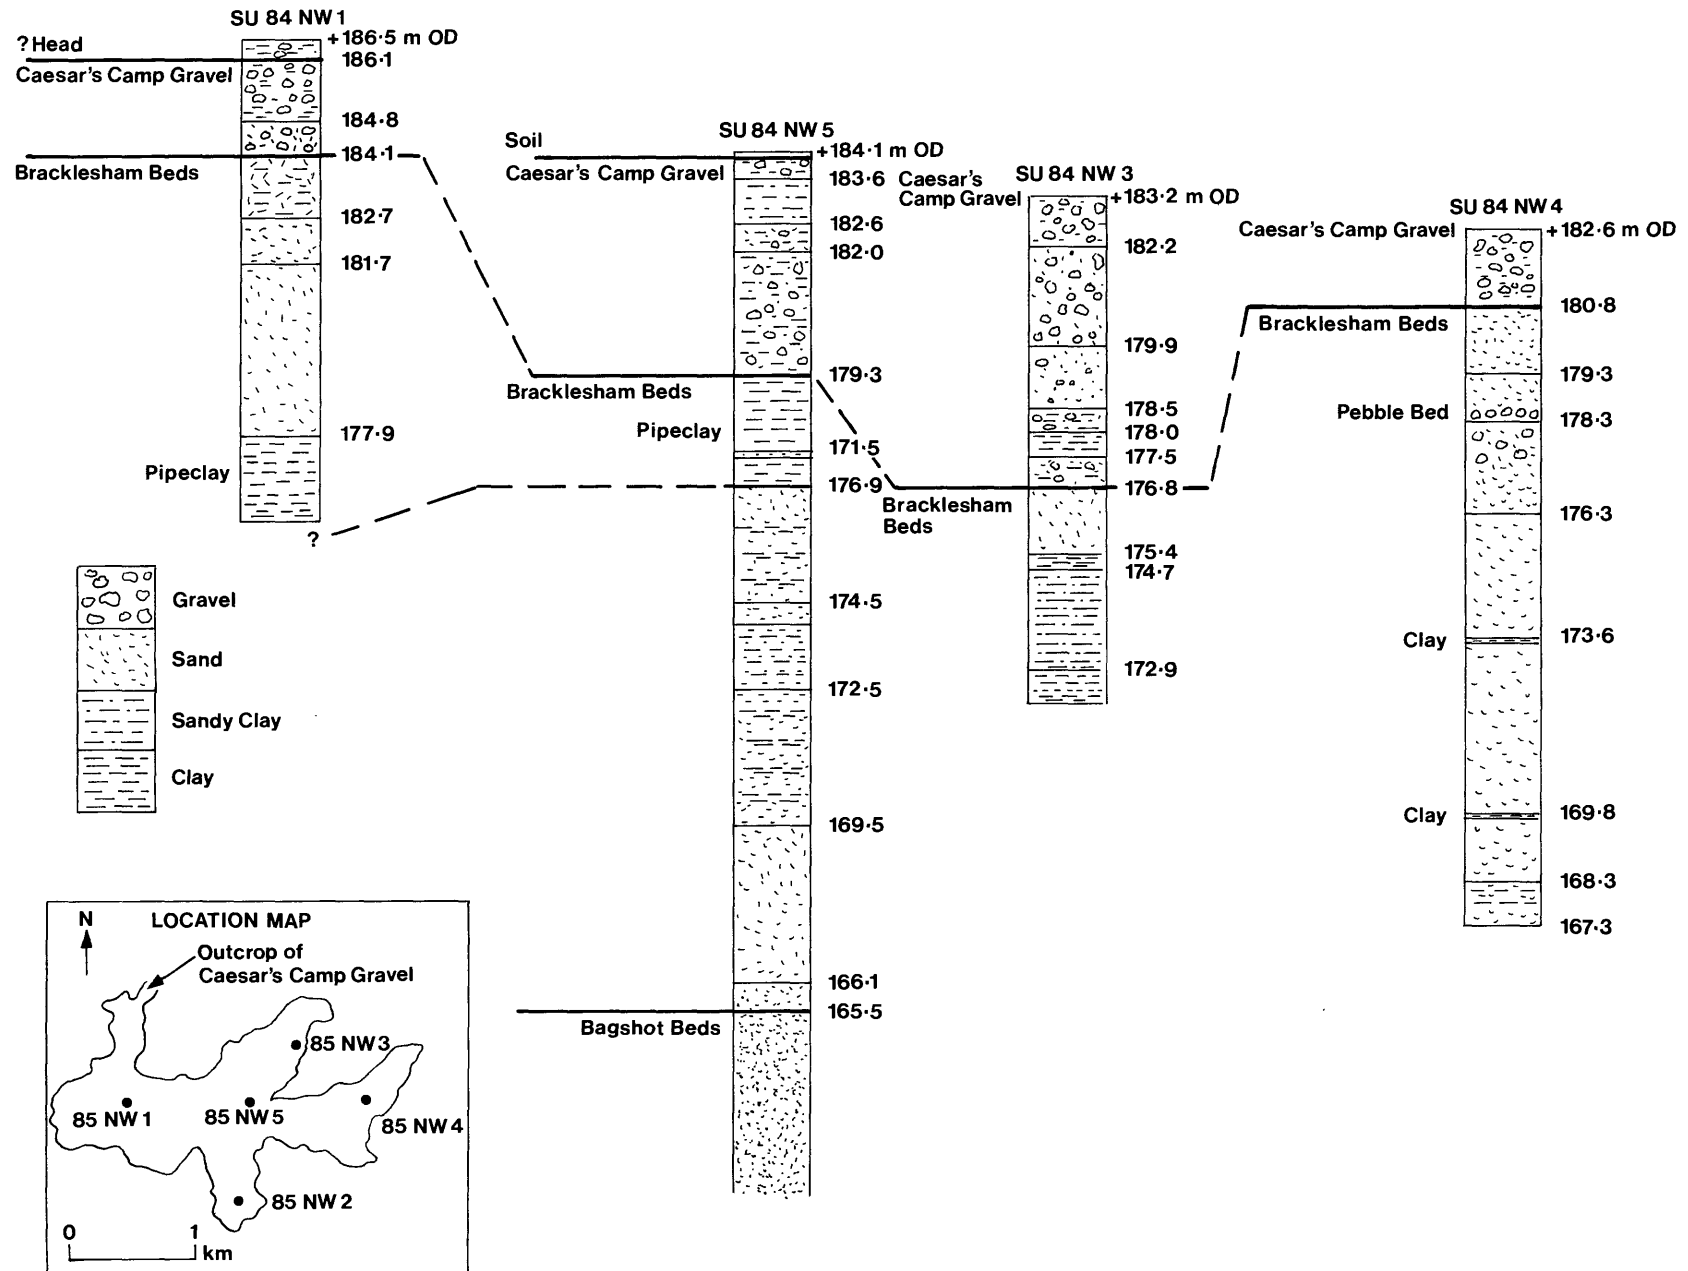 SU 84 NW 1
+186·5 m OD
? Head
186·1
Caesar's Camp Gravel
184·8
184·1
Bracklesham Beds
182·7
181·7
177·9
Pipeclay
?
SU 84 NW 5
Soil
+184·1 m OD
Caesar's Camp Gravel
183·6
182·6
182·0
179·3
Bracklesham Beds
Pipeclay
171·5
176·9
174·5
172·5
169·5
166·1
165·5
Bagshot Beds
SU 84 NW 3
Caesar's
Camp Gravel
+183·2 m OD
182·2
179·9
178·5
178·0
177·5
176·8
Bracklesham
Beds
175·4
174·7
172·9
SU 84 NW 4
Caesar's Camp Gravel
+182·6 m OD
180·8
Bracklesham Beds
179·3
Pebble Bed
178·3
176·3
Clay
173·6
Clay
169·8
168·3
167·3
Gravel
Sand
Sandy Clay
Clay
N
LOCATION MAP
Outcrop of
Caesar's Camp Gravel
85 NW 3
85 NW 1
85 NW 5
85 NW 4
85 NW 2
0 1
km